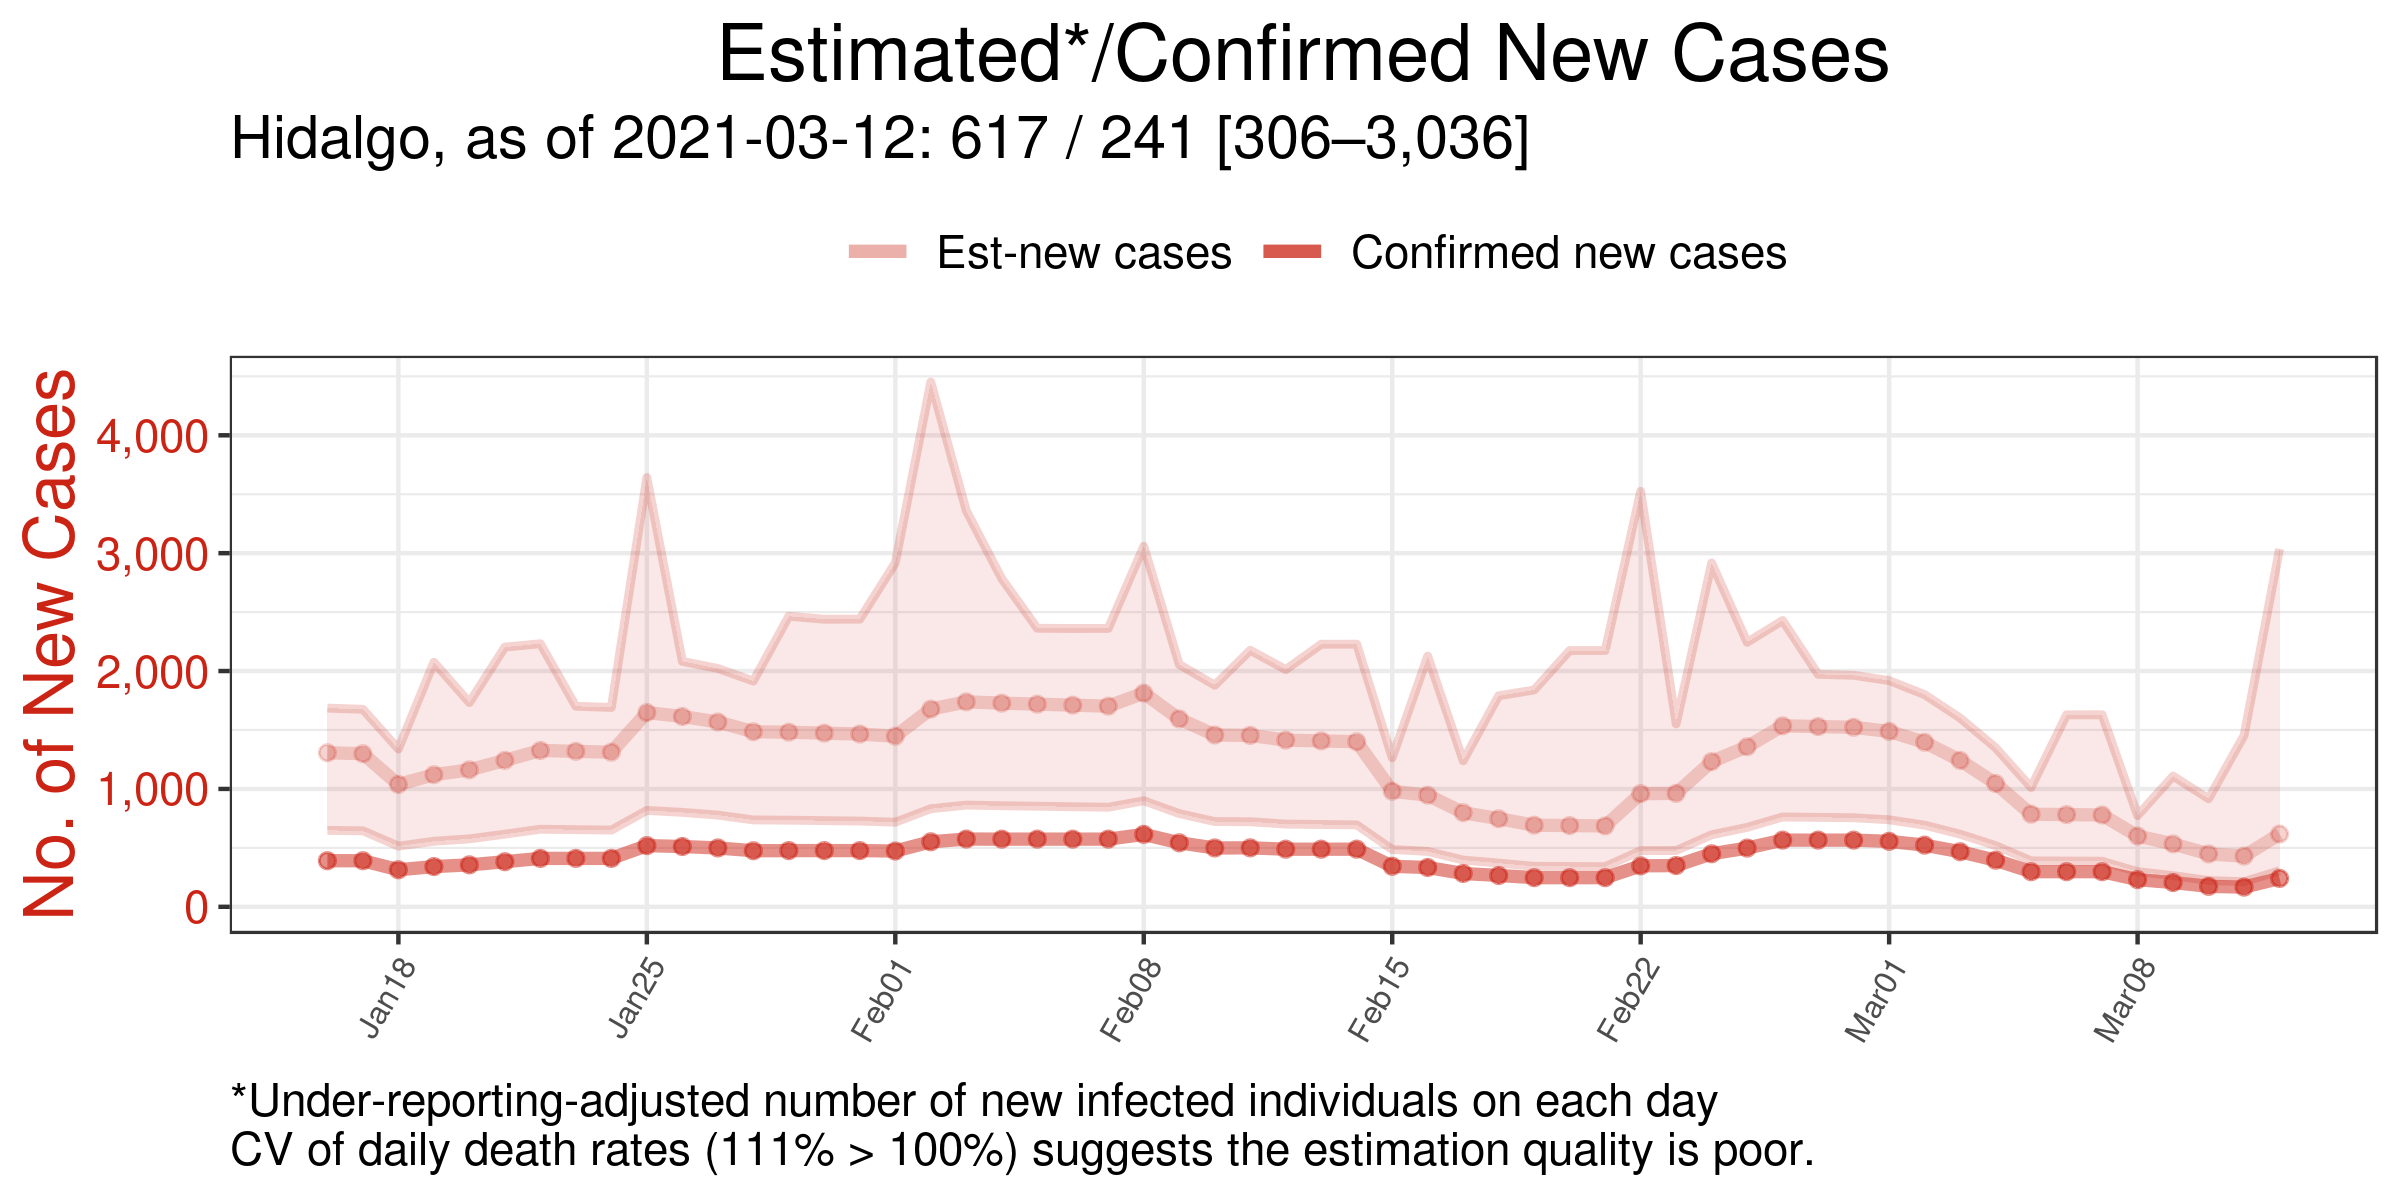 Estimated*/Confirmed New Cases
Hidalgo, as of 2021-03-12: 617 / 241 [306–3,036]
Est-new cases
Confirmed new cases
No. of New Cases
4,000
3,000
2,000
1,000
0
Jan18
Jan25
Feb01
Feb08
Feb15
Feb22
Mar01
Mar08
*Under-reporting-adjusted number of new infected individuals on each day
CV of daily death rates (111% > 100%) suggests the estimation quality is poor.